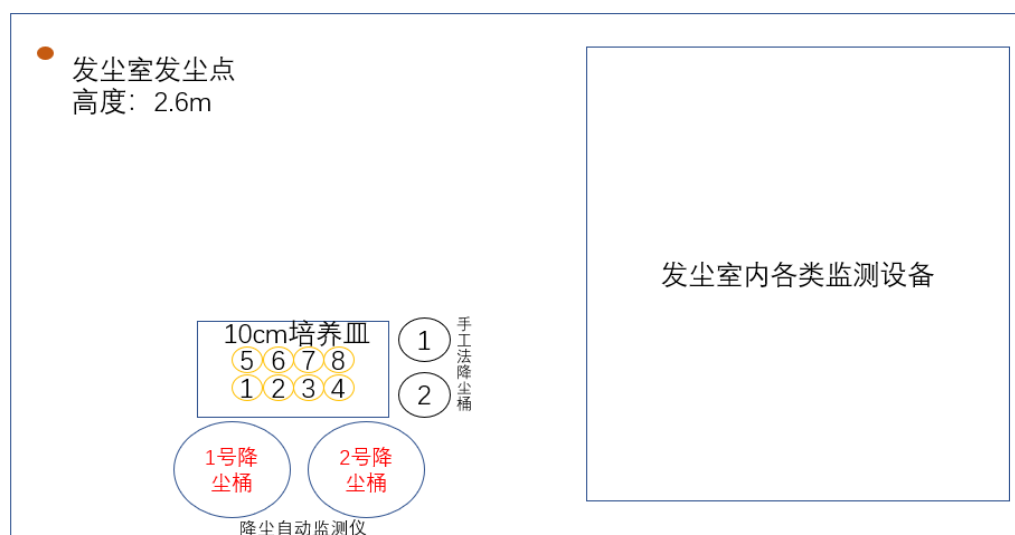 发尘室发尘点
高度：2.6m
发尘室内各类监测设备
10cm培养皿
5 6 7 8
1 2 3 4
1
2
手工法降尘桶
1号降
尘桶
2号降
尘桶
降尘自动监测仪